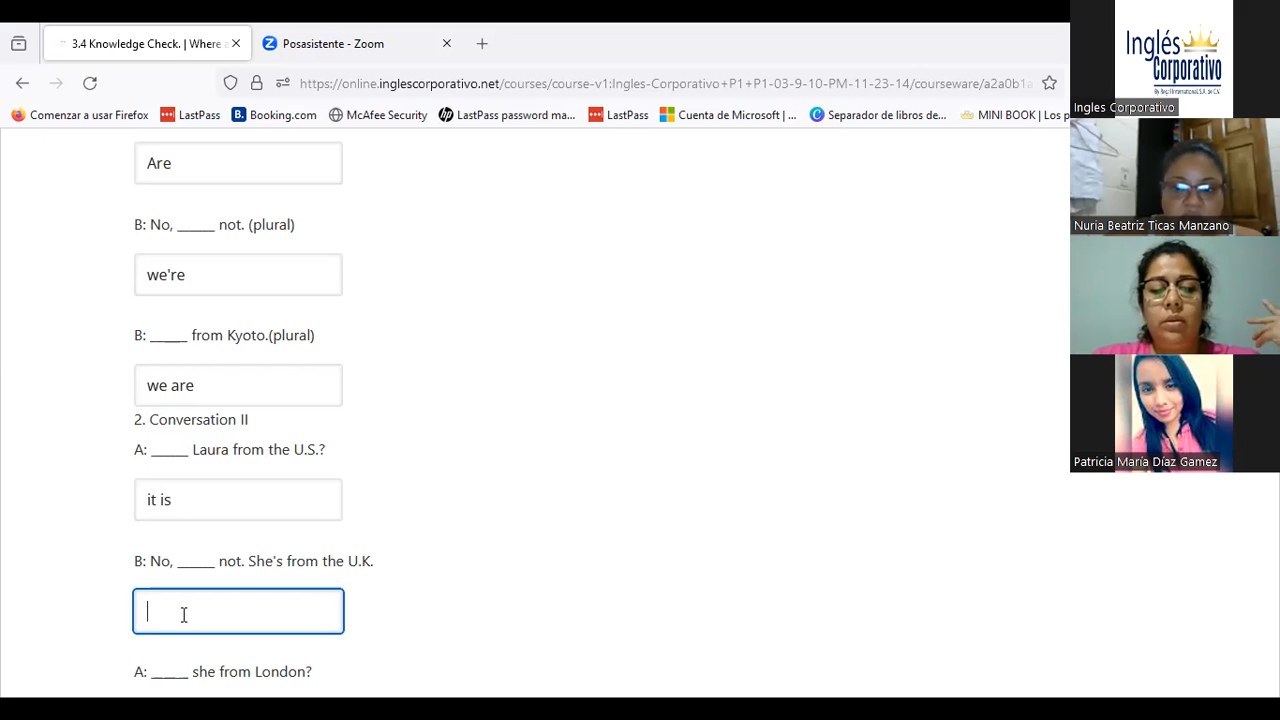 3.4 Knowledge Check. | Where a
Posasistente - Zoom
https://online.inglescorporativo.net/courses/course-v1:Ingles-Corporativo+P1+P1-03-9-10-PM-11-23-14/courseware/a2a0b1a
Comenzar a usar Firefox
LastPass
Booking.com
McAfee Security
LastPass password ma...
LastPass
Cuenta de Microsoft | ...
Separador de libros de...
MINI BOOK | Los p
Are
B: No, _____ not. (plural)
we're
B: _____ from Kyoto.(plural)
we are
2. Conversation II
A: _____ Laura from the U.S.?
it is
B: No, _____ not. She's from the U.K.
A: _____ she from London?
Inglés
Corporativo
Ingles Corporativo
Nuria Beatriz Ticas Manzano
Patricia María Díaz Gamez